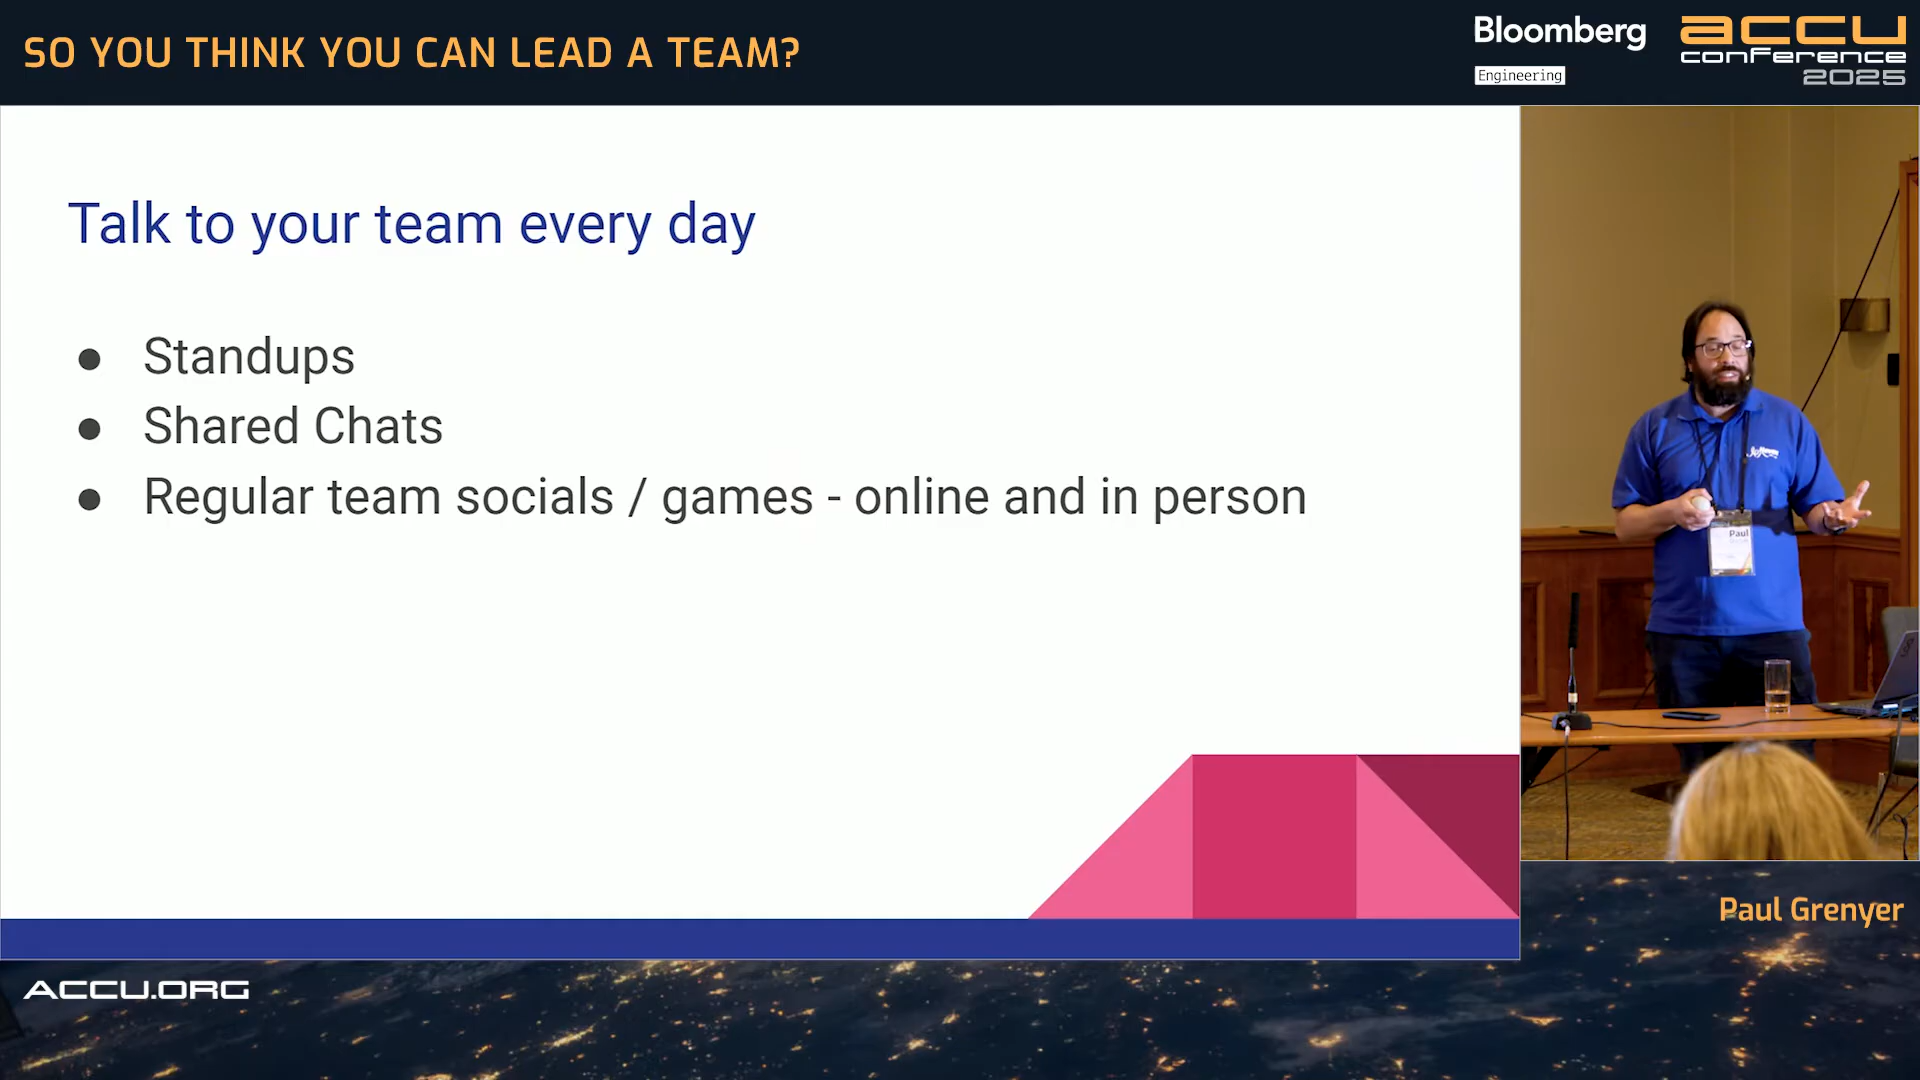 SO YOU THINK YOU CAN LEAD A TEAM?
Bloomberg
Engineering
accu
conference
2025
Talk to your team every day
● Standups
● Shared Chats
● Regular team socials / games - online and in person
Paul
Paul Grenyer
ACCU.ORG